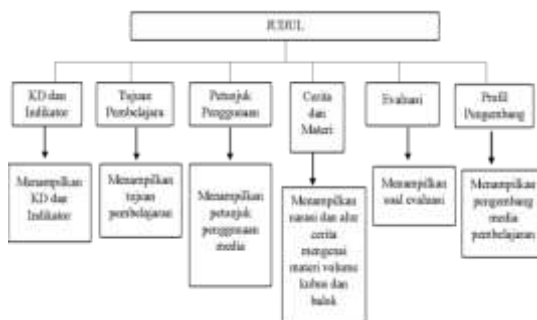 JUDUL
KD dan
Indikator
Tujuan
Pembelajara
Petunjuk
Penggunaan
Cerita
dan
Materi
Evaluasi
Profil
Pengembang
Menampilkan
KD dan
Indikator
Menampilkan
tujuan
pembelajaran
Menampilkan
petunjuk
penggunaan
media
Menampilkan
narasi dan alur
cerita
mengenai
materi volume
kubus dan
balok
Menampilkan
soal evaluasi
Menampilkan
pengembang
media
pembelajaran